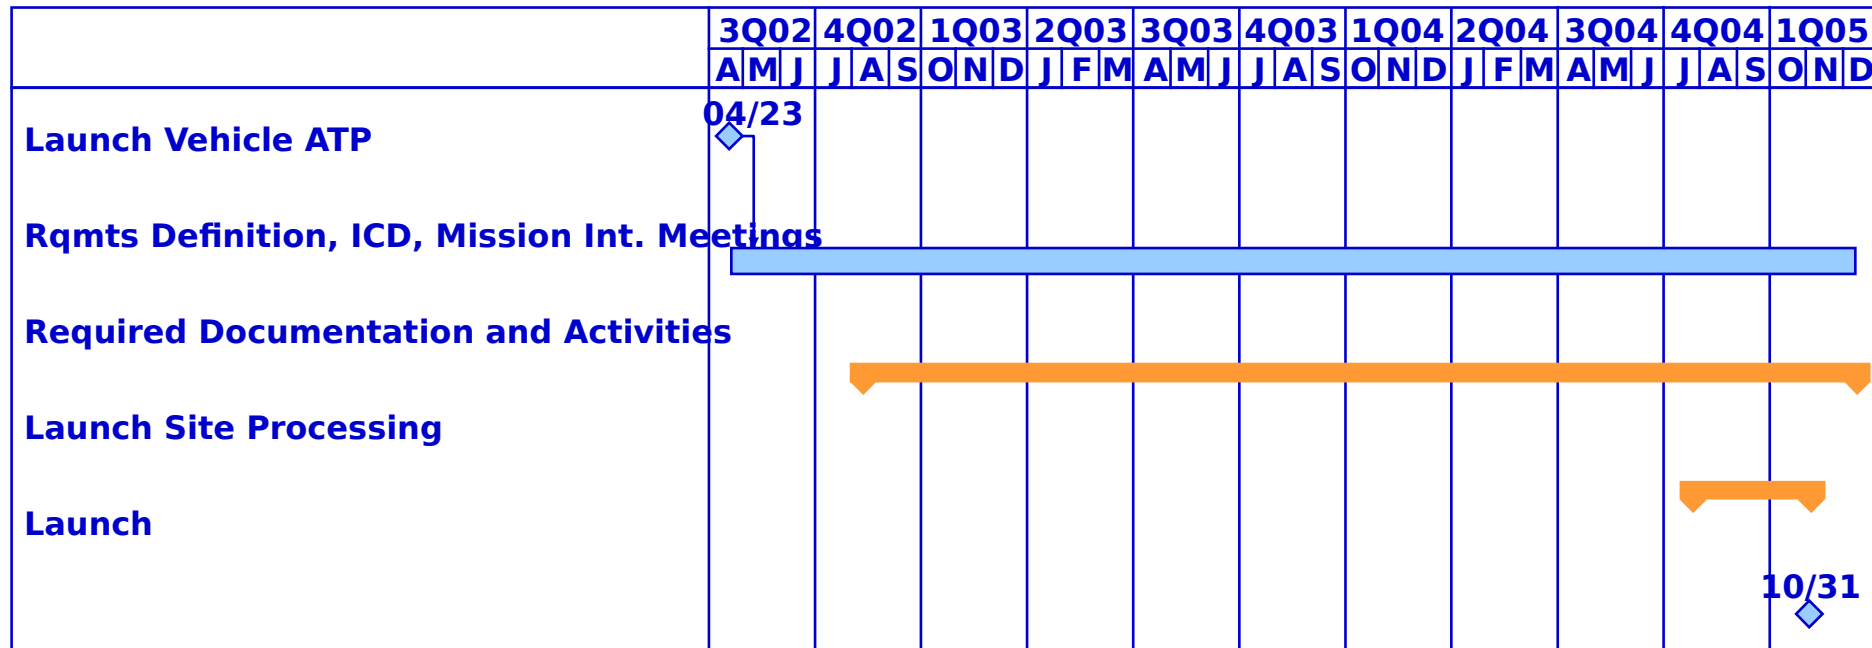 3Q02 4Q02 1Q03 2Q03 3Q03 4Q03 1Q04 2Q04 3Q04 4Q04 1Q05
A M J J A S O N D J F M A M J J A S O N D J F M A M J J A S O N D
04/23
Launch Vehicle ATP
Rqmts Definition, ICD, Mission Int. Meetings
Required Documentation and Activities
Launch Site Processing
Launch
10/31